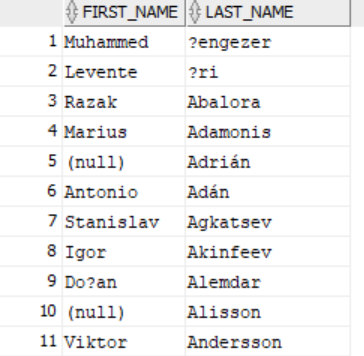 FIRST_NAME LAST_NAME
1 Muhammed ?engezer
2 Levente ?ri
3 Razak Abalora
4 Marius Adamonis
5 (null) Adrián
6 Antonio Adán
7 Stanislav Agkatsev
8 Igor Akinfeev
9 Do?an Alemdar
10 (null) Alisson
11 Viktor Andersson